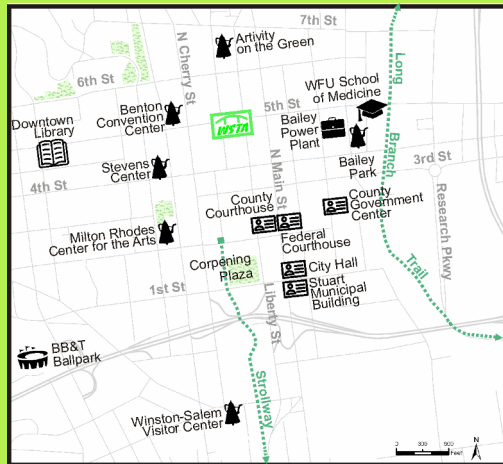 7th St
Artivity
on the Green
N Cherry St
Long
6th St
WFU School
of Medicine
5th St
Benton
Convention
Center
WSTA
Bailey
Power
Plant
Downtown
Library
Branch
Bailey
Park
3rd St
Stevens
Center
4th St
N Main St
Research Pkwy
County
Courthouse
County
Government
Center
Milton Rhodes
Center for the Arts
Federal
Courthouse
Trail
Corpening
Plaza
City Hall
1st St
Stuart
Municipal
Building
Liberty St
BB&T
Ballpark
Strollway
Winston-Salem
Visitor Center
0 300 600
Feet
N